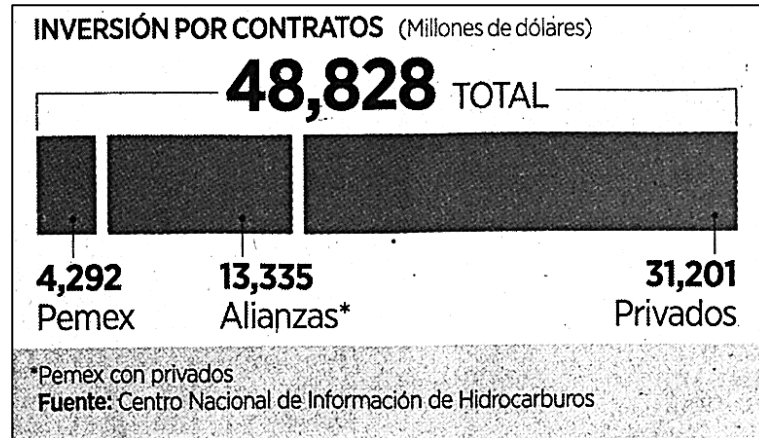 INVERSIÓN POR CONTRATOS (Millones de dólares)
48,828 TOTAL
4,292
Pemex
13,335
Alianzas*
31,201
Privados
*Pemex con privados
Fuente: Centro Nacional de Información de Hidrocarburos